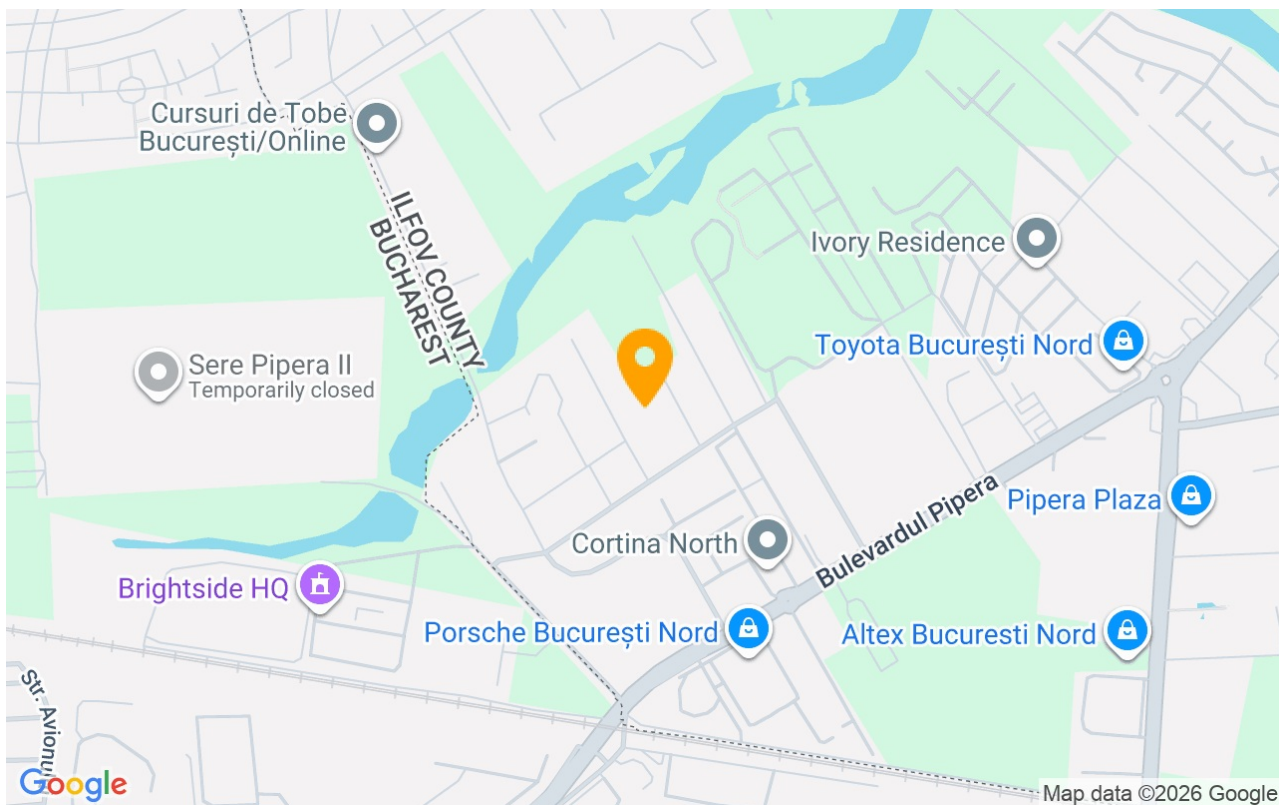 Cursuri de Tobe
București/Online
ILFOV COUNTY
BUCHAREST
Ivory Residence
Toyota București Nord
Sere Pipera II
Temporarily closed
Pipera Plaza
Bulevardul Pipera
Cortina North
Brightside HQ
Porsche București Nord
Altex Bucuresti Nord
Str. Avionul
Google
Map data ©2026 Google